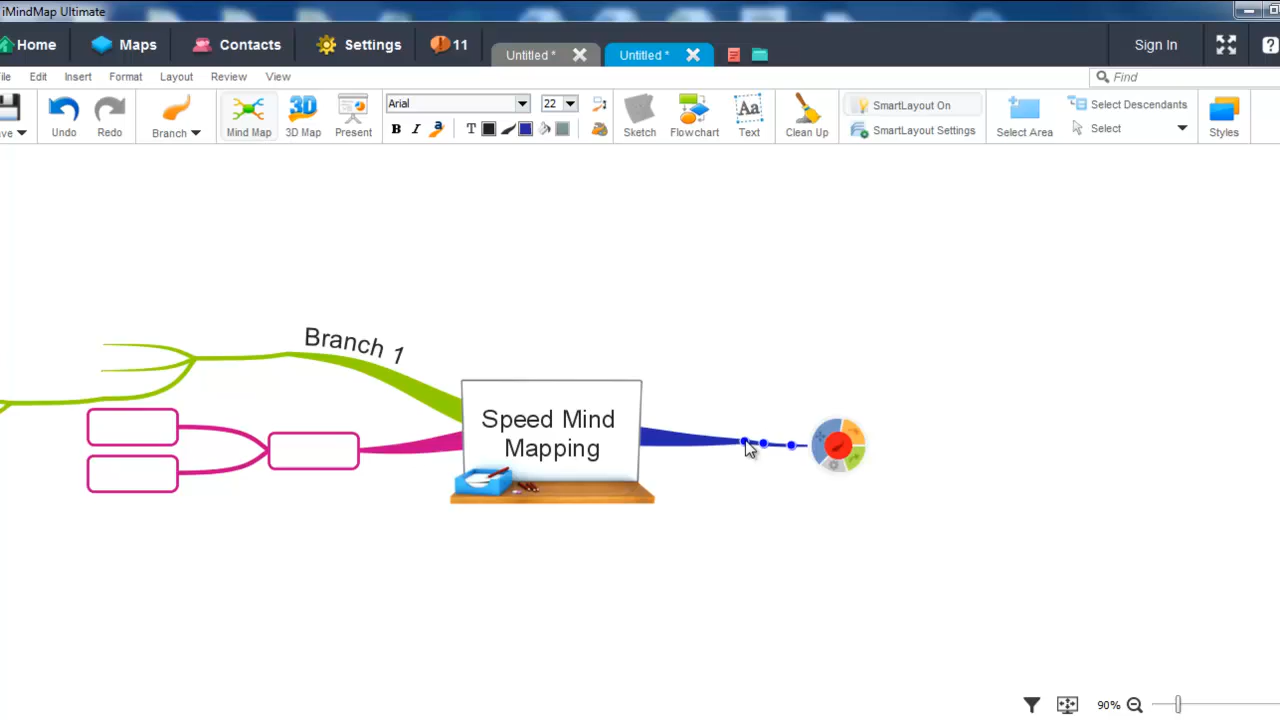 iMindMap Ultimate
Home
Maps
Contacts
Settings
11
Untitled *
Untitled *
Sign In
?
Edit
Insert
Format
Layout
Review
View
Find
Undo
Redo
Branch
Mind Map
3D
3D Map
Present
Arial
22
B
I
a
T
Sketch
Flowchart
Aa
Text
Clean Up
SmartLayout On
SmartLayout Settings
Select Area
Select Descendants
Select
Styles
Branch 1
Speed Mind
Mapping
90%